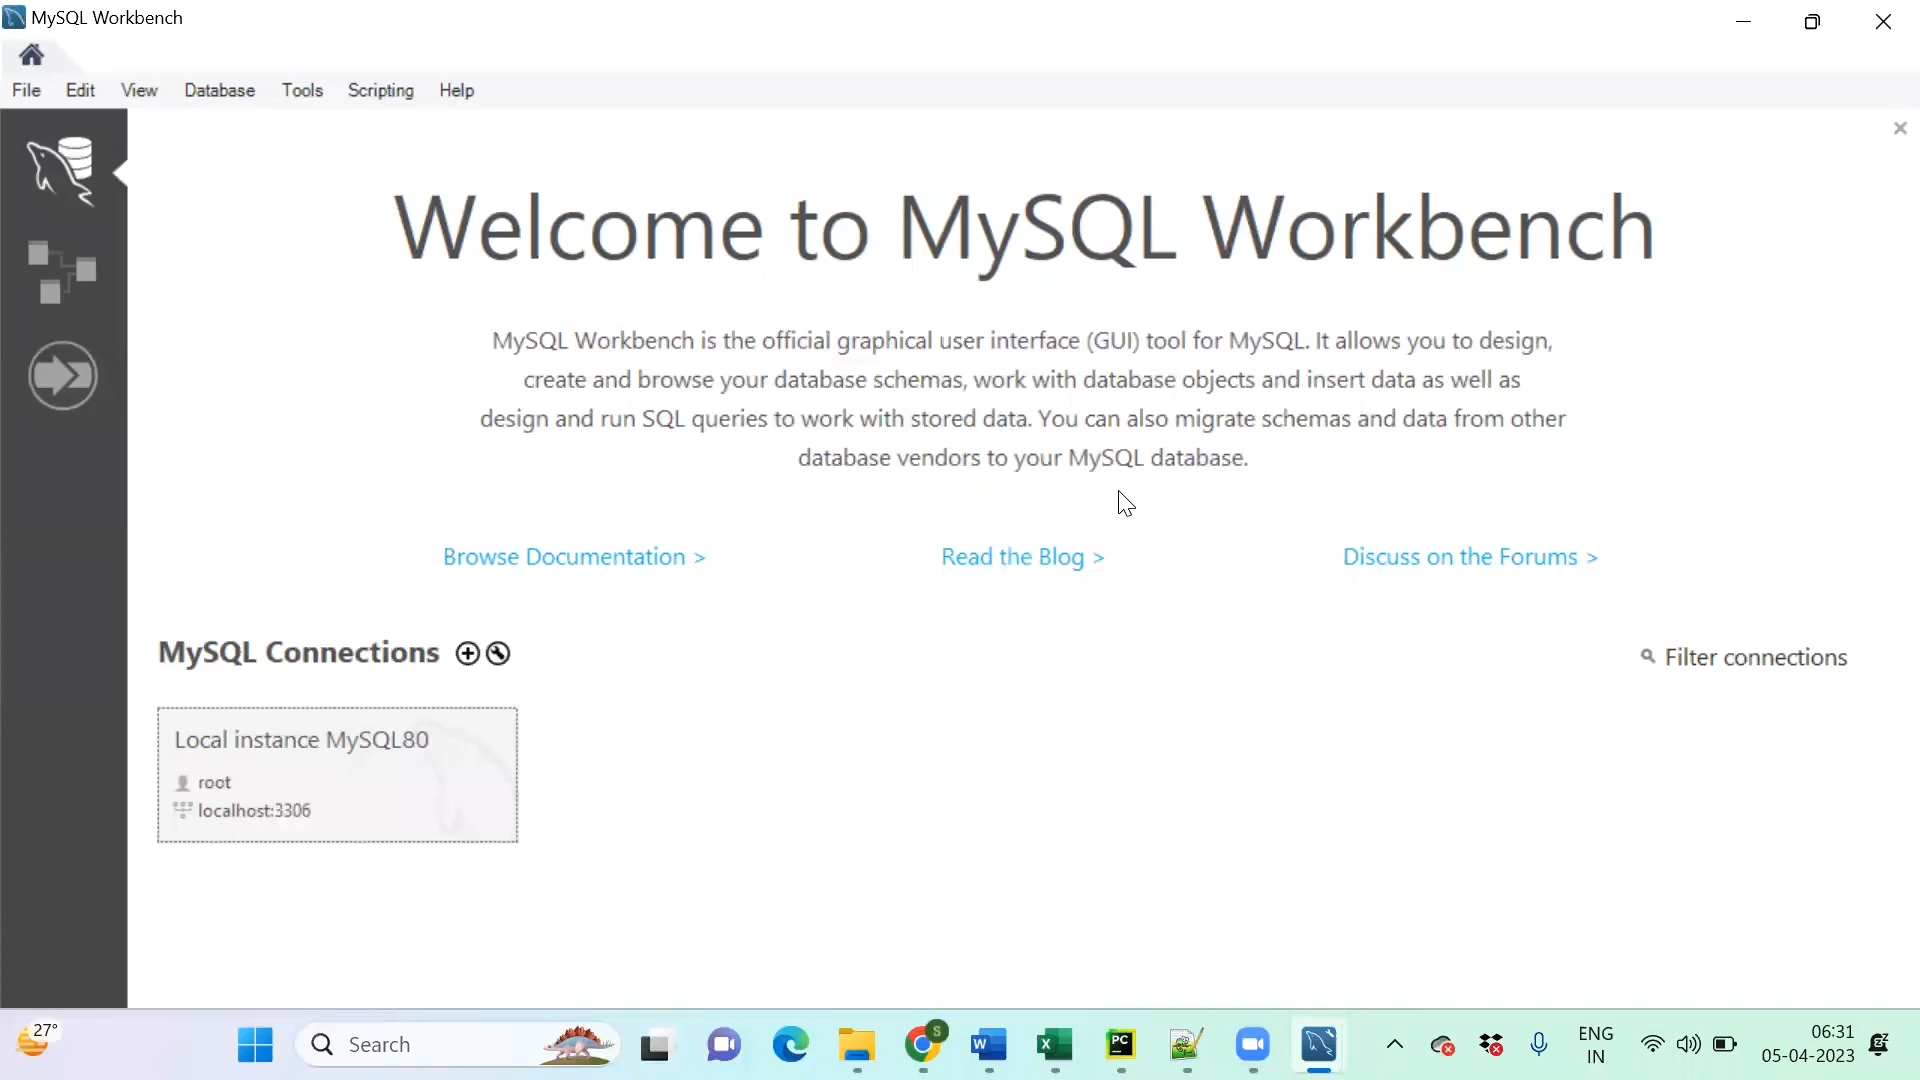 MySQL Workbench
File Edit View Database Tools Scripting Help
Welcome to MySQL Workbench
MySQL Workbench is the official graphical user interface (GUI) tool for MySQL. It allows you to design,
create and browse your database schemas, work with database objects and insert data as well as
design and run SQL queries to work with stored data. You can also migrate schemas and data from other
database vendors to your MySQL database.
Browse Documentation > Read the Blog > Discuss on the Forums >
MySQL Connections
Filter connections
Local instance MySQL80
root
localhost:3306
27°
Search
S
W
X
PC
ENG
IN
06:31
05-04-2023